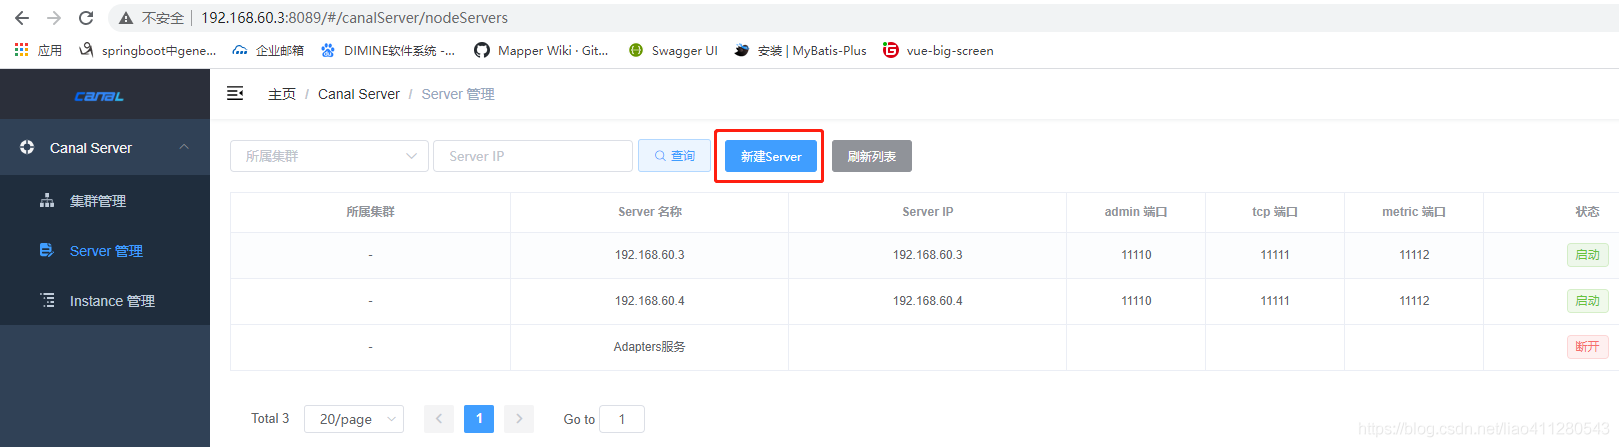 不安全 | 192.168.60.3:8089/#/canalServer/nodeServers
应用 springboot中gene... 企业邮箱 DIMINE软件系统 -... Mapper Wiki · Git... Swagger UI 安装 | MyBatis-Plus vue-big-screen
CANAL 主页 / Canal Server / Server 管理
Canal Server
集群管理
Server 管理
Instance 管理
所属集群 Server IP 查询 新建Server 刷新列表
所属集群 Server 名称 Server IP admin 端口 tcp 端口 metric 端口 状态
- 192.168.60.3 192.168.60.3 11110 11111 11112 启动
- 192.168.60.4 192.168.60.4 11110 11111 11112 启动
- Adapters服务 断开
Total 3 20/page 1 Go to 1
https://blog.csdn.net/liao411280543